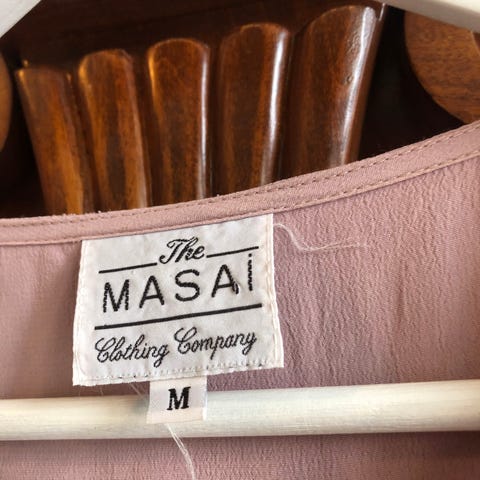 The
MASAi
Clothing Company
M